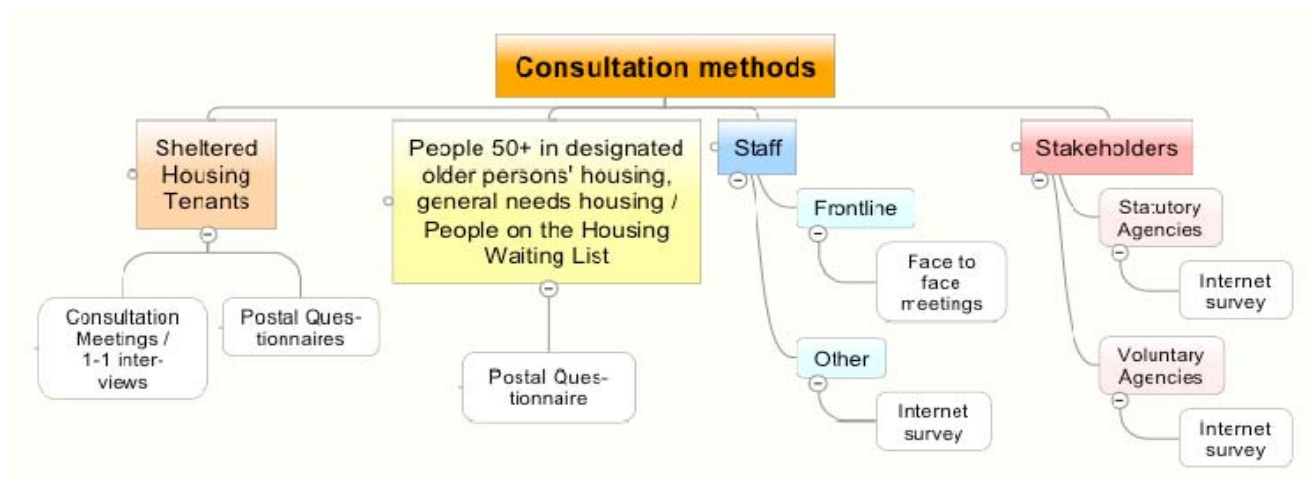 Consultation methods
Sheltered
Housing
Tenants
Consultation
Meetings /
1-1 inter-
views
Postal Ques-
tionnaires
People 50+ in designated
older persons' housing,
general needs housing /
People on the Housing
Waiting List
Postal Ques-
tionnaire
Staff
Frontline
Face to
face
meetings
Other
Internet
survey
Stakeholders
Statutory
Agencies
Internet
survey
Voluntary
Agencies
Internet
survey